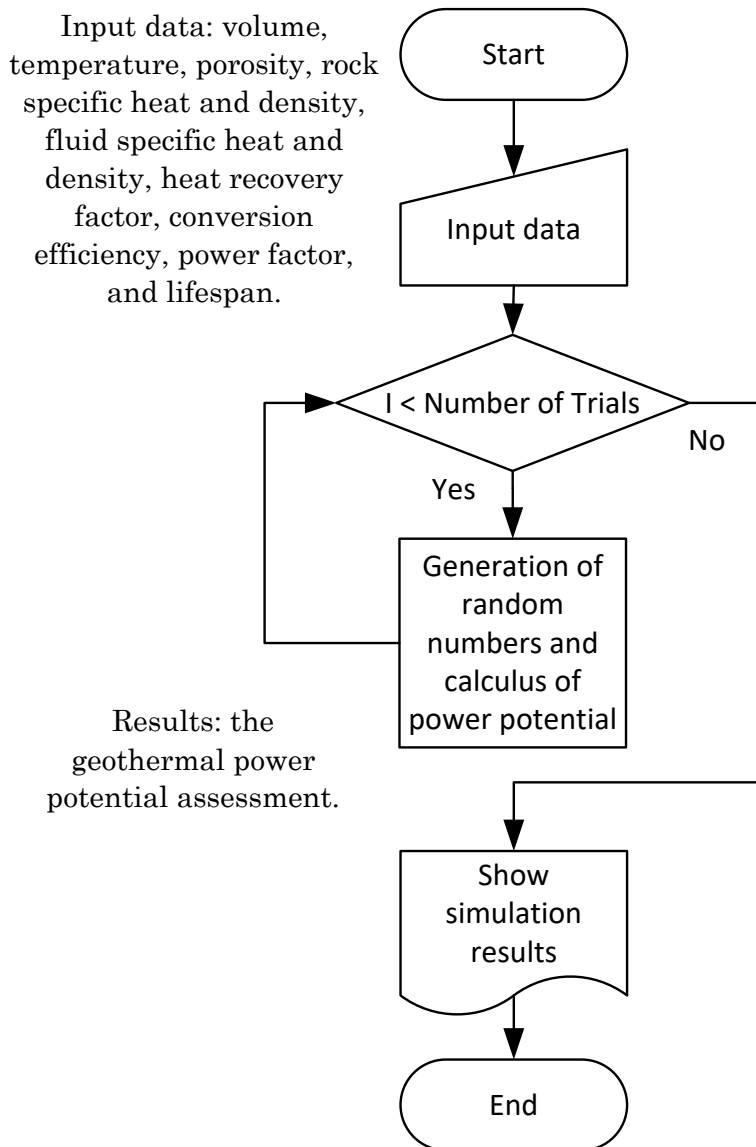 Input data: volume,
temperature, porosity, rock
specific heat and density,
fluid specific heat and
density, heat recovery
factor, conversion
efficiency, power factor,
and lifespan.
Start
Input data
I < Number of Trials
No
Yes
Generation of
random
numbers and
calculus of
power potential
Results: the
geothermal power
potential assessment.
Show
simulation
results
End